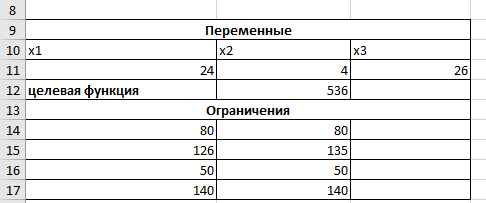 8
9 Переменные
10 x1 x2 x3
11 24 4 26
12 целевая функция 536
13 Ограничения
14 80 80
15 126 135
16 50 50
17 140 140